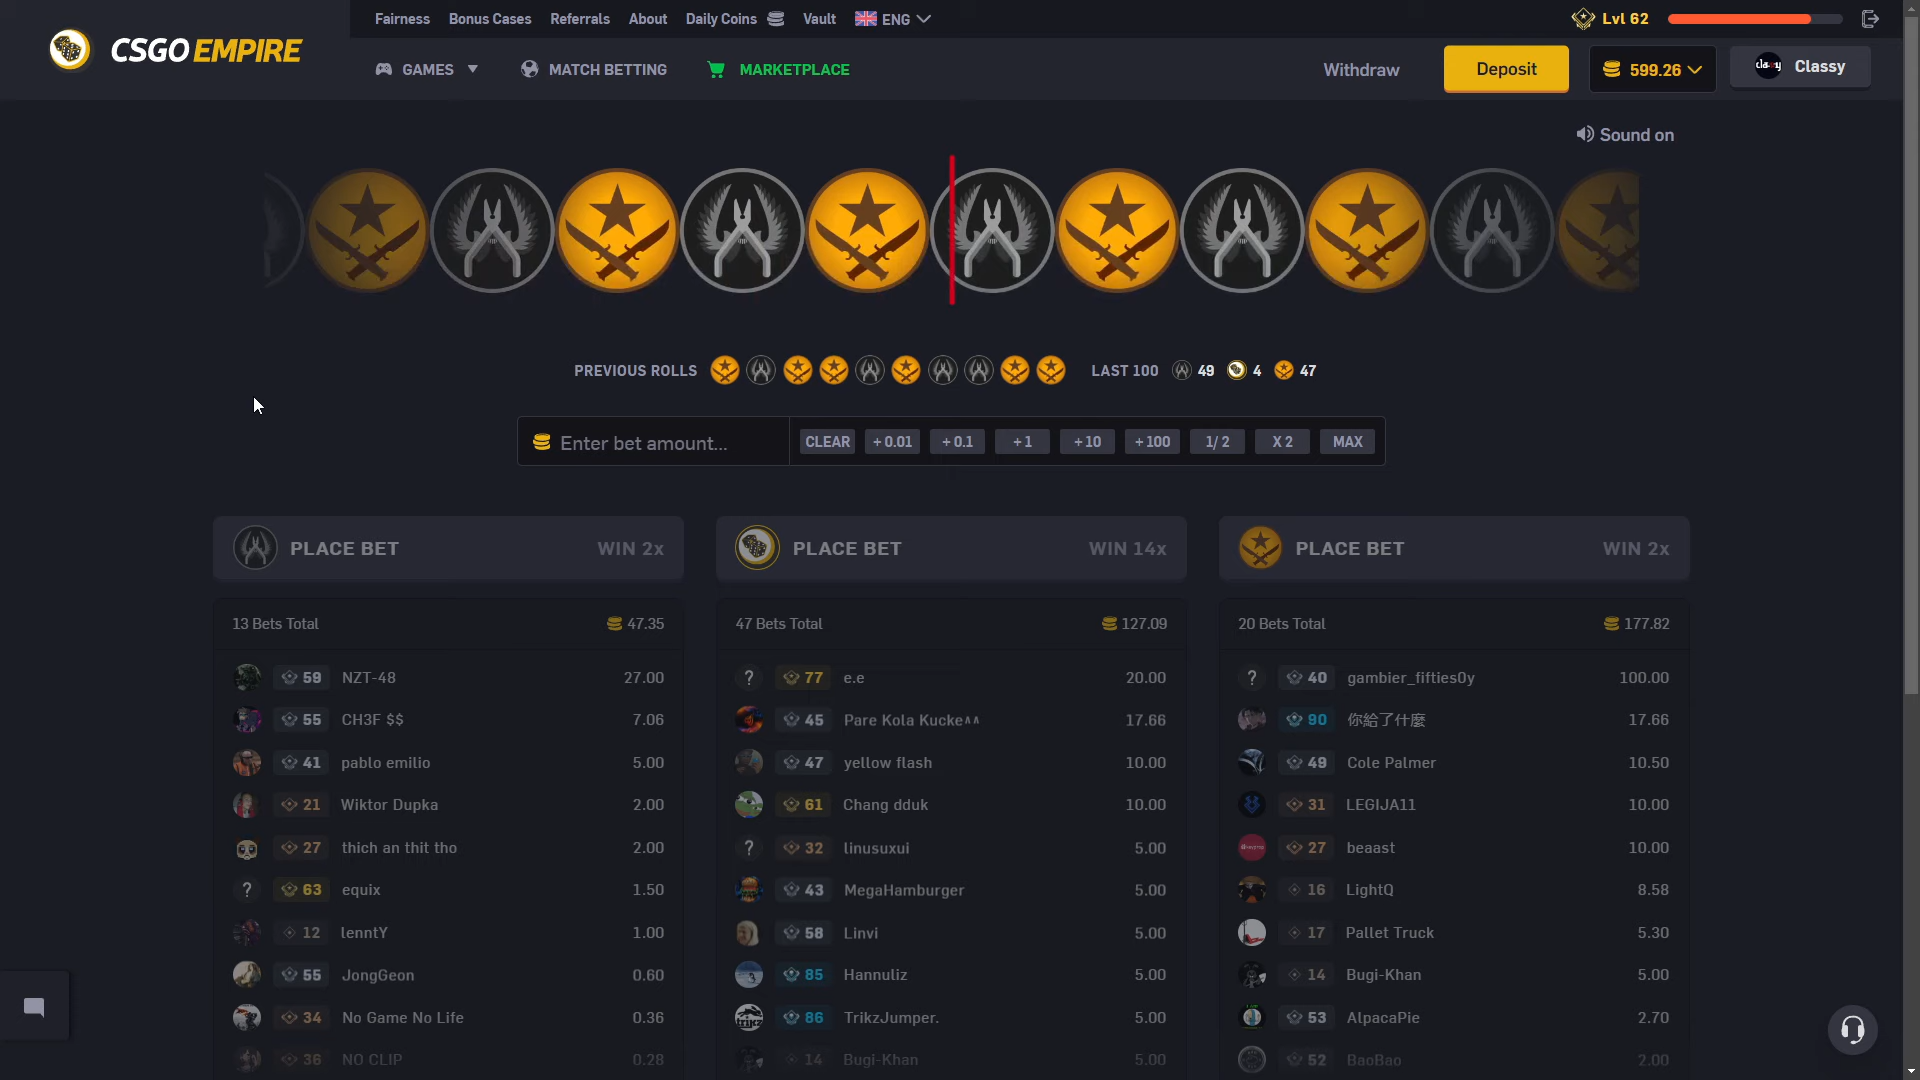 Fairness Bonus Cases Referrals About Daily Coins Vault ENG Lvl 62
CSGOEMPIRE
GAMES MATCH BETTING MARKETPLACE Withdraw Deposit 599.26 classy Classy
Sound on
PREVIOUS ROLLS LAST 100 49 4 47
Enter bet amount... CLEAR + 0.01 + 0.1 + 1 + 10 + 100 1/ 2 X 2 MAX
PLACE BET WIN 2x
13 Bets Total 47.35
59 NZT-48 27.00
55 CH3F $$ 7.06
41 pablo emilio 5.00
21 Wiktor Dupka 2.00
27 thich an thit tho 2.00
? 63 equix 1.50
12 lenntY 1.00
55 JongGeon 0.60
34 No Game No Life 0.36
36 NO CLIP 0.28
PLACE BET WIN 14x
47 Bets Total 127.09
? 77 e.e 20.00
45 Pare Kola Kucke∧∧ 17.66
47 yellow flash 10.00
61 Chang dduk 10.00
? 32 linusuxui 5.00
43 MegaHamburger 5.00
58 Linvi 5.00
85 Hannuliz 5.00
86 TrikzJumper. 5.00
14 Bugi-Khan 5.00
PLACE BET WIN 2x
20 Bets Total 177.82
? 40 gambier_fifties0y 100.00
90 你給了什麼 17.66
49 Cole Palmer 10.50
31 LEGIJA11 10.00
27 beaast 10.00
16 LightQ 8.58
17 Pallet Truck 5.30
14 Bugi-Khan 5.00
53 AlpacaPie 2.70
52 BaoBao 2.00